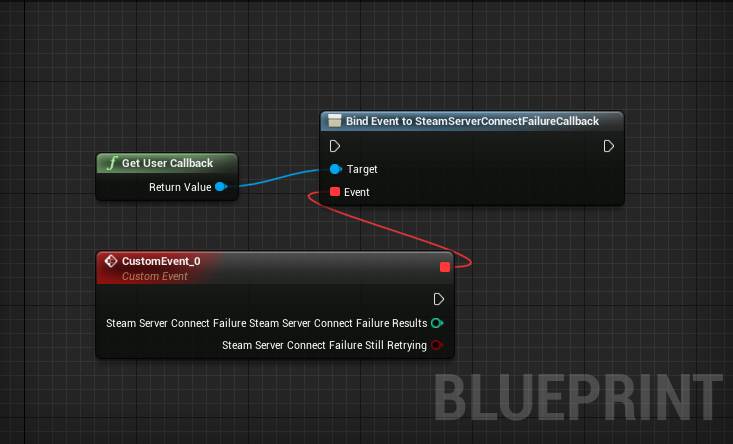 Bind Event to SteamServerConnectFailureCallback
Get User Callback
Target
Return Value
Event
CustomEvent_0
Custom Event
Steam Server Connect Failure Steam Server Connect Failure Results
Steam Server Connect Failure Still Retrying
BLUEPRINT